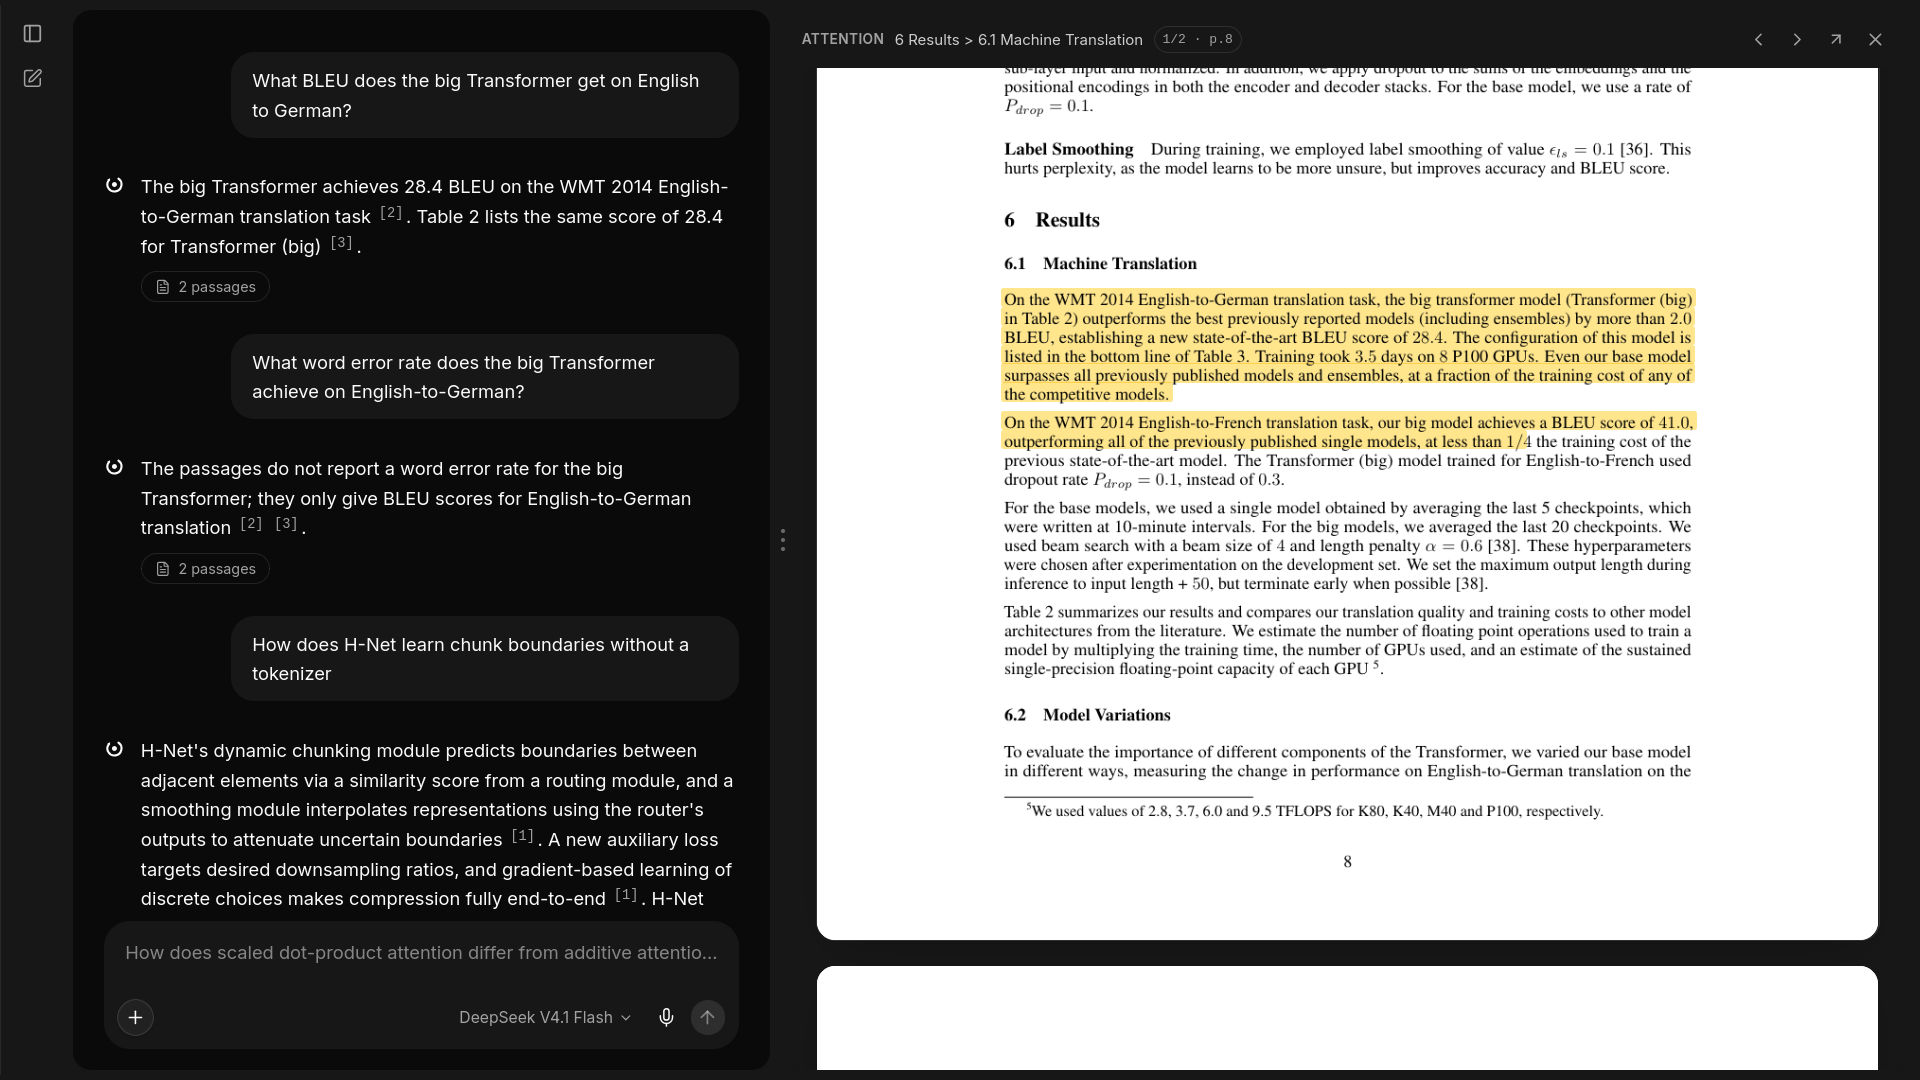 What BLEU does the big Transformer get on English
to German?
The big Transformer achieves 28.4 BLEU on the WMT 2014 English-
to-German translation task [2]. Table 2 lists the same score of 28.4
for Transformer (big) [3].
2 passages
What word error rate does the big Transformer
achieve on English-to-German?
The passages do not report a word error rate for the big
Transformer; they only give BLEU scores for English-to-German
translation [2] [3].
2 passages
How does H-Net learn chunk boundaries without a
tokenizer
H-Net's dynamic chunking module predicts boundaries between
adjacent elements via a similarity score from a routing module, and a
smoothing module interpolates representations using the router's
outputs to attenuate uncertain boundaries [1]. A new auxiliary loss
targets desired downsampling ratios, and gradient-based learning of
discrete choices makes compression fully end-to-end [1]. H-Net
How does scaled dot-product attention differ from additive attentio...
DeepSeek V4.1 Flash
ATTENTION 6 Results > 6.1 Machine Translation 1/2 · p.8
sub-layer input and normalized. In addition, we apply dropout to the sums of the embeddings and the
positional encodings in both the encoder and decoder stacks. For the base model, we use a rate of
P_drop = 0.1.
Label Smoothing During training, we employed label smoothing of value ϵ_ls = 0.1 [36]. This
hurts perplexity, as the model learns to be more unsure, but improves accuracy and BLEU score.
6 Results
6.1 Machine Translation
On the WMT 2014 English-to-German translation task, the big transformer model (Transformer (big)
in Table 2) outperforms the best previously reported models (including ensembles) by more than 2.0
BLEU, establishing a new state-of-the-art BLEU score of 28.4. The configuration of this model is
listed in the bottom line of Table 3. Training took 3.5 days on 8 P100 GPUs. Even our base model
surpasses all previously published models and ensembles, at a fraction of the training cost of any of
the competitive models.
On the WMT 2014 English-to-French translation task, our big model achieves a BLEU score of 41.0,
outperforming all of the previously published single models, at less than 1/4 the training cost of the
previous state-of-the-art model. The Transformer (big) model trained for English-to-French used
dropout rate P_drop = 0.1, instead of 0.3.
For the base models, we used a single model obtained by averaging the last 5 checkpoints, which
were written at 10-minute intervals. For the big models, we averaged the last 20 checkpoints. We
used beam search with a beam size of 4 and length penalty α = 0.6 [38]. These hyperparameters
were chosen after experimentation on the development set. We set the maximum output length during
inference to input length + 50, but terminate early when possible [38].
Table 2 summarizes our results and compares our translation quality and training costs to other model
architectures from the literature. We estimate the number of floating point operations used to train a
model by multiplying the training time, the number of GPUs used, and an estimate of the sustained
single-precision floating-point capacity of each GPU 5.
6.2 Model Variations
To evaluate the importance of different components of the Transformer, we varied our base model
in different ways, measuring the change in performance on English-to-German translation on the
5We used values of 2.8, 3.7, 6.0 and 9.5 TFLOPS for K80, K40, M40 and P100, respectively.
8